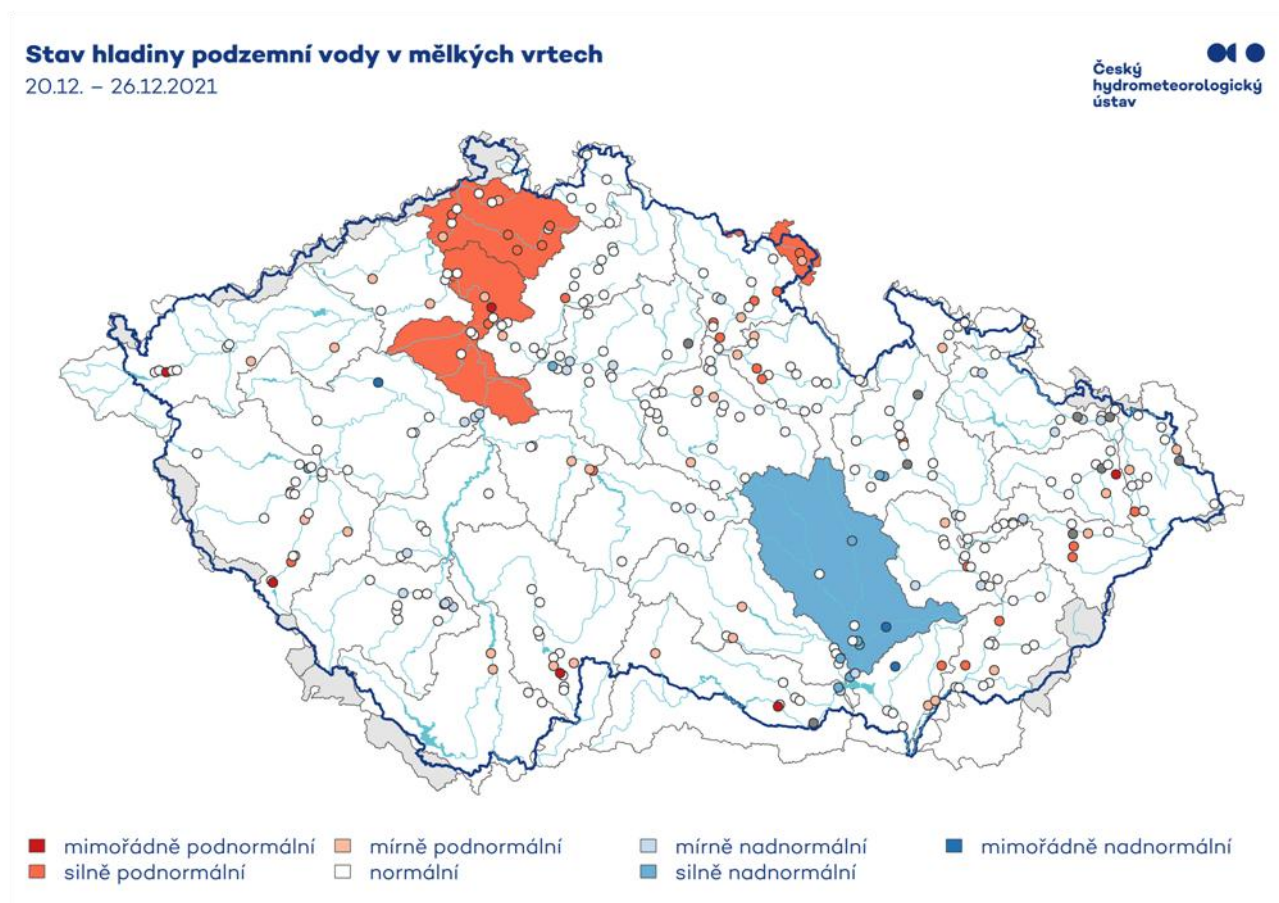 Stav hladiny podzemní vody v mělkých vrtech
20.12. – 26.12.2021
Český
hydrometeorologický
ústav
mimořádně podnormální
mírně podnormální
mírně nadnormální
mimořádně nadnormální
silně podnormální
normální
silně nadnormální